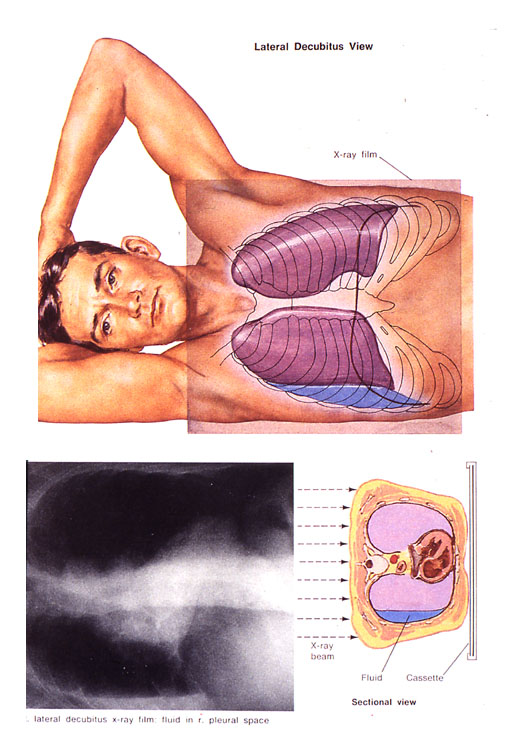 Lateral Decubitus View
X-ray film
X-ray
beam
Fluid
Cassette
Sectional view
lateral decubitus x-ray film: fluid in r. pleural space